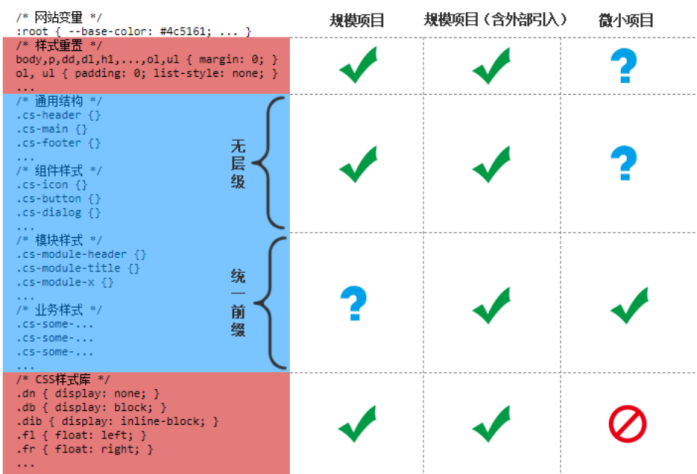 /* 网站变量 */
:root { --base-color: #4c5161; ... }
规模项目
规模项目（含外部引入）
微小项目
/* 样式重置 */
body,p,dd,dl,h1,...,ol,ul { margin: 0; }
ol, ul { padding: 0; list-style: none; }
...
/* 通用结构 */
.cs-header {}
.cs-main {}
.cs-footer {}
...
/* 组件样式 */
.cs-icon {}
.cs-button {}
.cs-dialog {}
...
无层级
/* 模块样式 */
.cs-module-header {}
.cs-module-title {}
.cs-module-x {}
...
/* 业务样式 */
.cs-some-...
.cs-some-...
.cs-some-...
...
统一前缀
/* CSS样式库 */
.dn { display: none; }
.db { display: block; }
.dib { display: inline-block; }
.fl { float: left; }
.fr { float: right; }
...